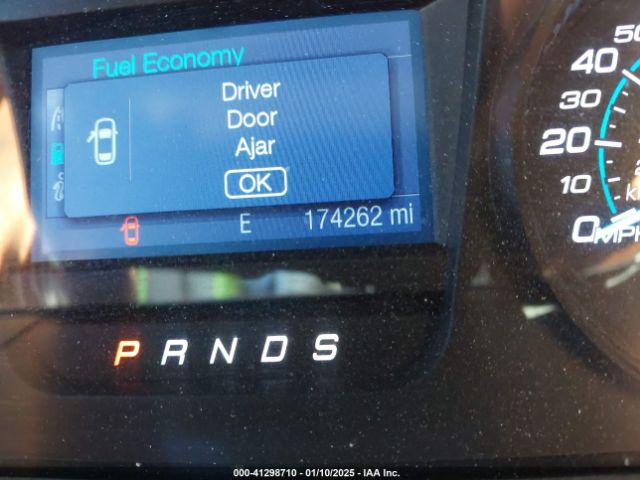 Fuel Economy
Driver
Door
Ajar
OK
E 174262 mi
P R N D S
50
40
30
20
10
0 MPH
000-41298710 - 01/10/2025 - IAA Inc.